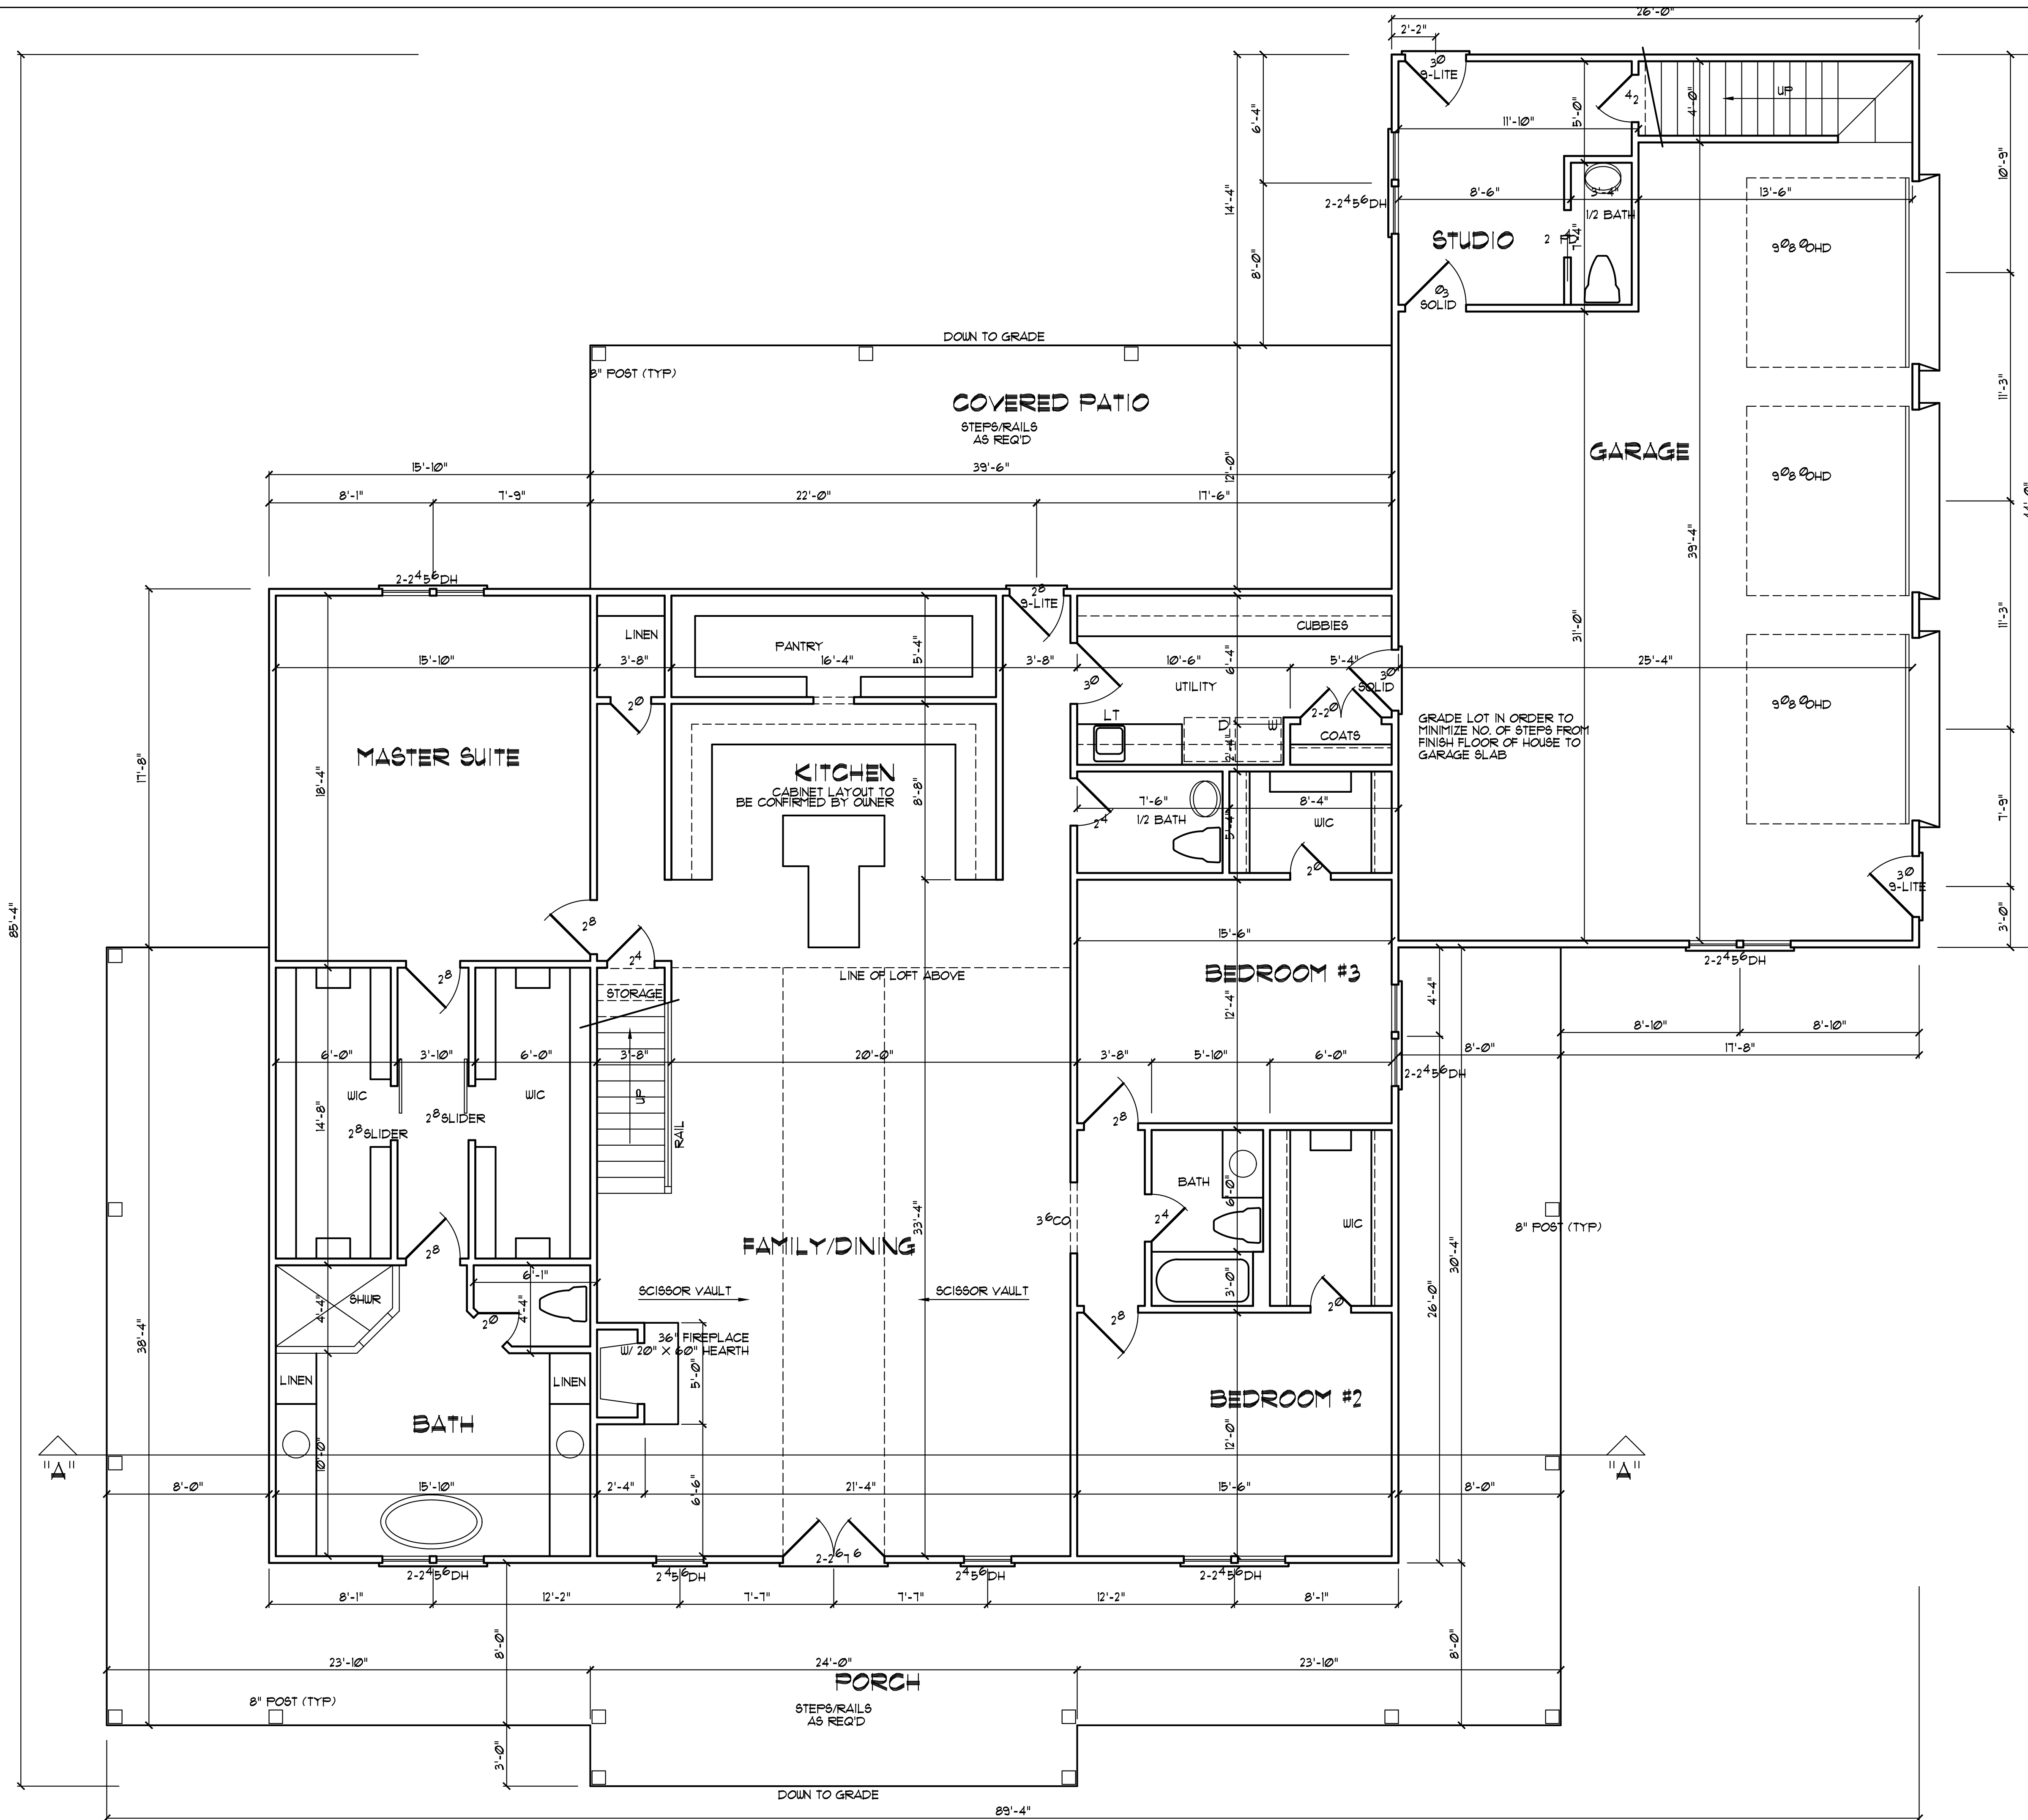 26'-0"
2'-2"
3⁰
9-LITE
4₂
5'-0"
4'-0"
UP
6'-4"
11'-10"
10'-9"
14'-4"
8'-6"
3'-4"
13'-6"
2-2⁴5⁶DH
1/2 BATH
STUDIO
7'-4"
9⁰8⁰OHD
8'-0"
SOLID
DOWN TO GRADE
8" POST (TYP)
11'-3"
COVERED PATIO
STEPS/RAILS
AS REQ'D
GARAGE
15'-10"
39'-6"
12'-0"
9⁰8⁰OHD
8'-1"
7'-9"
22'-0"
17'-6"
39'-4"
2-2⁴5⁶DH
2⁸
9-LITE
11'-3"
LINEN
PANTRY
CUBBIES
31'-0"
15'-10"
3'-8"
16'-4"
5'-4"
3'-8"
10'-6"
6'-4"
5'-4"
25'-4"
3⁰
UTILITY
3⁰
SOLID
2⁰
LT
D
W
2-2⁰
COATS
2'-4"
9⁰8⁰OHD
GRADE LOT IN ORDER TO
MINIMIZE NO. OF STEPS FROM
FINISH FLOOR OF HOUSE TO
GARAGE SLAB
MASTER SUITE
17'-8"
18'-4"
KITCHEN
CABINET LAYOUT TO
BE CONFIRMED BY OWNER
8'-8"
7'-6"
8'-4"
7'-9"
2⁴
1/2 BATH
5'-4"
WIC
2⁰
3⁰
9-LITE
85'-4"
2⁸
15'-6"
3'-0"
2⁴
2⁸
LINE OF LOFT ABOVE
BEDROOM #3
2-2⁴5⁶DH
STORAGE
12'-4"
4'-4"
8'-10"
8'-10"
6'-0"
3'-10"
6'-0"
3'-8"
20'-0"
3'-8"
5'-10"
6'-0"
8'-0"
17'-8"
2-2⁴5⁶DH
WIC
WIC
UP
14'-8"
2⁸SLIDER
2⁸SLIDER
RAIL
2⁸
BATH
6'-0"
3⁶CO
2⁴
WIC
8" POST (TYP)
33'-4"
FAMILY/DINING
2⁸
30'-4"
6'-1"
SCISSOR VAULT
SCISSOR VAULT
3'-0"
SHWR
4'-4"
4'-4"
2⁰
2⁰
26'-0"
2⁸
38'-4"
36" FIREPLACE
W/ 20" X 60" HEARTH
5'-0"
LINEN
LINEN
BEDROOM #2
BATH
12'-0"
10'-0"
"A"
"A"
8'-0"
15'-10"
2'-4"
6'-6"
21'-4"
15'-6"
8'-0"
2-2⁶7⁶
2-2⁴5⁶DH
2⁴5⁶DH
2⁴5⁶DH
2-2⁴5⁶DH
8'-1"
12'-2"
7'-7"
7'-7"
12'-2"
8'-1"
8'-0"
8'-0"
23'-10"
24'-0"
23'-10"
PORCH
8" POST (TYP)
STEPS/RAILS
AS REQ'D
3'-0"
DOWN TO GRADE
89'-4"